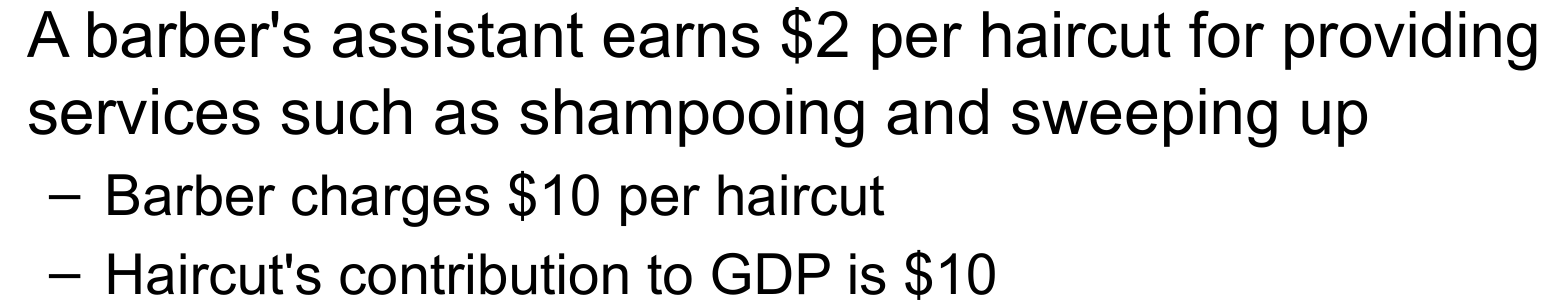 A barber's assistant earns $2 per haircut for providing
services such as shampooing and sweeping up
– Barber charges $10 per haircut
– Haircut's contribution to GDP is $10